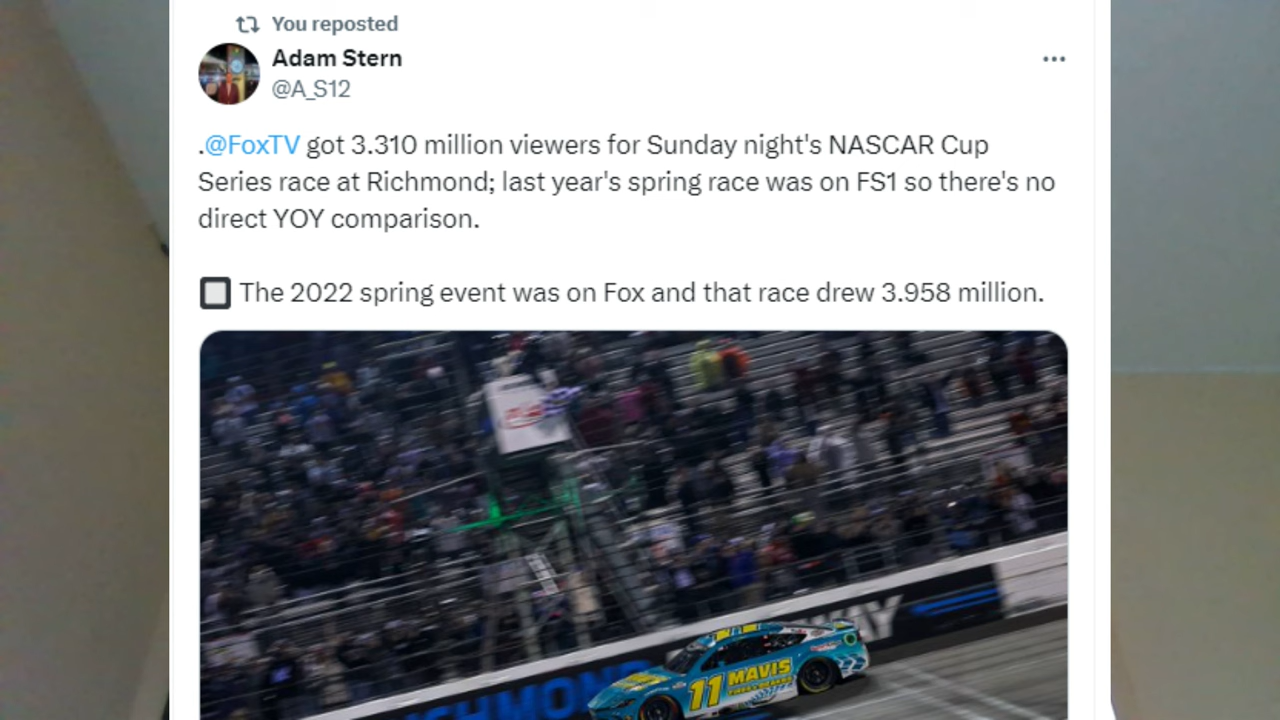 You reposted
Adam Stern
@A_S12
.@FoxTV got 3.310 million viewers for Sunday night's NASCAR Cup
Series race at Richmond; last year's spring race was on FS1 so there's no
direct YOY comparison.
The 2022 spring event was on Fox and that race drew 3.958 million.
WAY
RICHMOND
11 MAVIS